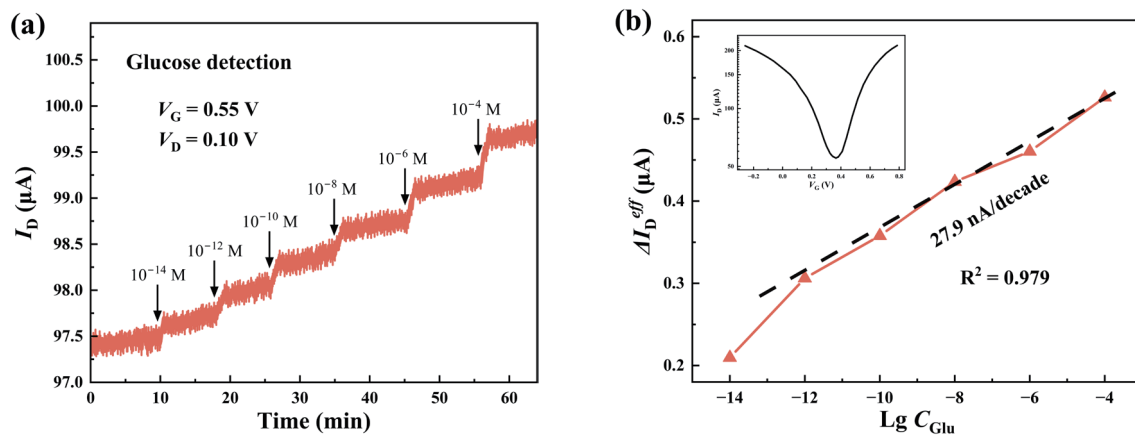 (a)
Glucose detection
V_G = 0.55 V
V_D = 0.10 V
10⁻¹⁴ M
10⁻¹² M
10⁻¹⁰ M
10⁻⁸ M
10⁻⁶ M
10⁻⁴ M
I_D (μA)
100.5
100.0
99.5
99.0
98.5
98.0
97.5
97.0
0 10 20 30 40 50 60
Time (min)
(b)
ΔI_D^eff (μA)
0.6
0.5
0.4
0.3
0.2
I_D (μA)
200
150
100
50
−0.2 0.0 0.2 0.4 0.6 0.8
V_G (V)
27.9 nA/decade
R² = 0.979
−14 −12 −10 −8 −6 −4
Lg C_Glu